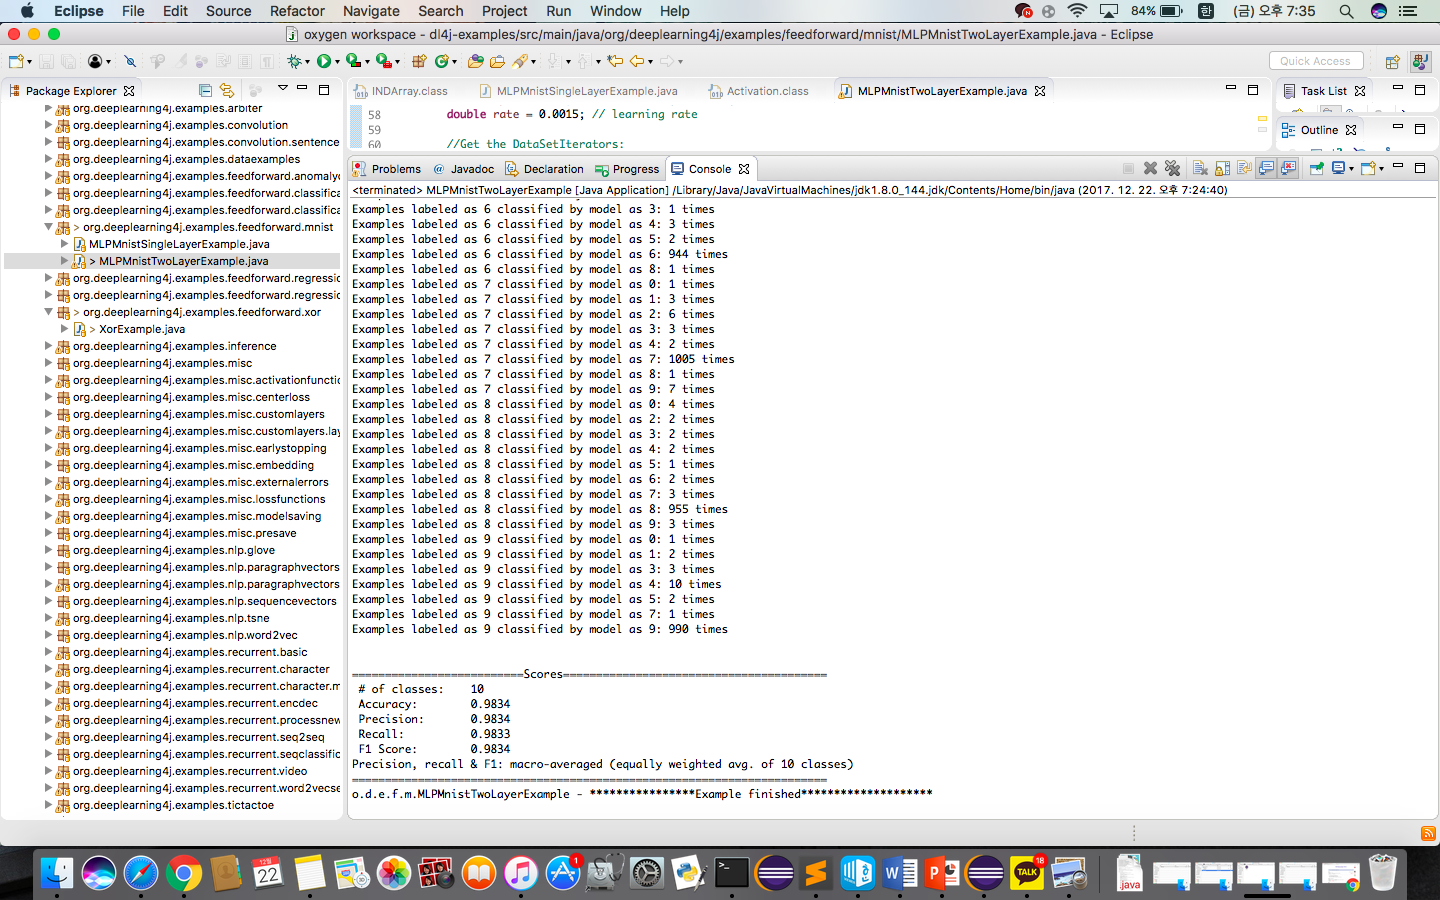 Eclipse File Edit Source Refactor Navigate Search Project Run Window Help 84% 한 (금) 오후 7:35
oxygen workspace - dl4j-examples/src/main/java/org/deeplearning4j/examples/feedforward/mnist/MLPMnistTwoLayerExample.java - Eclipse
Quick Access
Package Explorer
org.deeplearning4j.examples.arbiter
org.deeplearning4j.examples.convolution
org.deeplearning4j.examples.convolution.sentence
org.deeplearning4j.examples.dataexamples
org.deeplearning4j.examples.feedforward.anomaly
org.deeplearning4j.examples.feedforward.classifica
org.deeplearning4j.examples.feedforward.classifica
> org.deeplearning4j.examples.feedforward.mnist
MLPMnistSingleLayerExample.java
> MLPMnistTwoLayerExample.java
org.deeplearning4j.examples.feedforward.regressio
org.deeplearning4j.examples.feedforward.regressio
> org.deeplearning4j.examples.feedforward.xor
> XorExample.java
org.deeplearning4j.examples.inference
org.deeplearning4j.examples.misc
org.deeplearning4j.examples.misc.activationfunctio
org.deeplearning4j.examples.misc.centerloss
org.deeplearning4j.examples.misc.customlayers
org.deeplearning4j.examples.misc.customlayers.lay
org.deeplearning4j.examples.misc.earlystopping
org.deeplearning4j.examples.misc.embedding
org.deeplearning4j.examples.misc.externalerrors
org.deeplearning4j.examples.misc.lossfunctions
org.deeplearning4j.examples.misc.modelsaving
org.deeplearning4j.examples.misc.presave
org.deeplearning4j.examples.nlp.glove
org.deeplearning4j.examples.nlp.paragraphvectors
org.deeplearning4j.examples.nlp.paragraphvectors
org.deeplearning4j.examples.nlp.sequencevectors
org.deeplearning4j.examples.nlp.tsne
org.deeplearning4j.examples.nlp.word2vec
org.deeplearning4j.examples.recurrent.basic
org.deeplearning4j.examples.recurrent.character
org.deeplearning4j.examples.recurrent.character.m
org.deeplearning4j.examples.recurrent.encdec
org.deeplearning4j.examples.recurrent.processnew
org.deeplearning4j.examples.recurrent.seq2seq
org.deeplearning4j.examples.recurrent.seqclassific
org.deeplearning4j.examples.recurrent.video
org.deeplearning4j.examples.recurrent.word2vecse
org.deeplearning4j.examples.tictactoe
INDArray.class MLPMnistSingleLayerExample.java Activation.class MLPMnistTwoLayerExample.java
58 double rate = 0.0015; // learning rate
59
60 //Get the DataSetIterators:
Task List
Outline
Problems Javadoc Declaration Progress Console
<terminated> MLPMnistTwoLayerExample [Java Application] /Library/Java/JavaVirtualMachines/jdk1.8.0_144.jdk/Contents/Home/bin/java (2017. 12. 22. 오후 7:24:40)
Examples labeled as 6 classified by model as 3: 1 times
Examples labeled as 6 classified by model as 4: 3 times
Examples labeled as 6 classified by model as 5: 2 times
Examples labeled as 6 classified by model as 6: 944 times
Examples labeled as 6 classified by model as 8: 1 times
Examples labeled as 7 classified by model as 0: 1 times
Examples labeled as 7 classified by model as 1: 3 times
Examples labeled as 7 classified by model as 2: 6 times
Examples labeled as 7 classified by model as 3: 3 times
Examples labeled as 7 classified by model as 4: 2 times
Examples labeled as 7 classified by model as 7: 1005 times
Examples labeled as 7 classified by model as 8: 1 times
Examples labeled as 7 classified by model as 9: 7 times
Examples labeled as 8 classified by model as 0: 4 times
Examples labeled as 8 classified by model as 2: 2 times
Examples labeled as 8 classified by model as 3: 2 times
Examples labeled as 8 classified by model as 4: 2 times
Examples labeled as 8 classified by model as 5: 1 times
Examples labeled as 8 classified by model as 6: 2 times
Examples labeled as 8 classified by model as 7: 3 times
Examples labeled as 8 classified by model as 8: 955 times
Examples labeled as 8 classified by model as 9: 3 times
Examples labeled as 9 classified by model as 0: 1 times
Examples labeled as 9 classified by model as 1: 2 times
Examples labeled as 9 classified by model as 3: 3 times
Examples labeled as 9 classified by model as 4: 10 times
Examples labeled as 9 classified by model as 5: 2 times
Examples labeled as 9 classified by model as 7: 1 times
Examples labeled as 9 classified by model as 9: 990 times
==========================Scores========================================
# of classes: 10
Accuracy: 0.9834
Precision: 0.9834
Recall: 0.9833
F1 Score: 0.9834
Precision, recall & F1: macro-averaged (equally weighted avg. of 10 classes)
========================================================================
o.d.e.f.m.MLPMnistTwoLayerExample - ****************Example finished********************
12월
22
1
TALK
18
.java